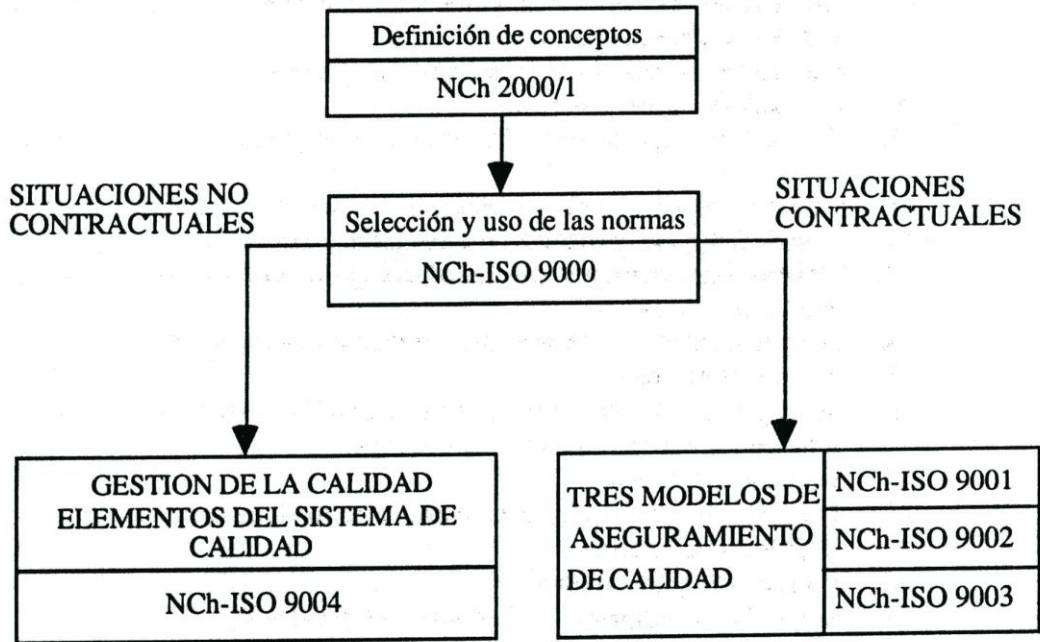 Definición de conceptos
NCh 2000/1
SITUACIONES NO
CONTRACTUALES
SITUACIONES
CONTRACTUALES
Selección y uso de las normas
NCh-ISO 9000
GESTION DE LA CALIDAD
ELEMENTOS DEL SISTEMA DE
CALIDAD
NCh-ISO 9004
TRES MODELOS DE
ASEGURAMIENTO
DE CALIDAD
NCh-ISO 9001
NCh-ISO 9002
NCh-ISO 9003